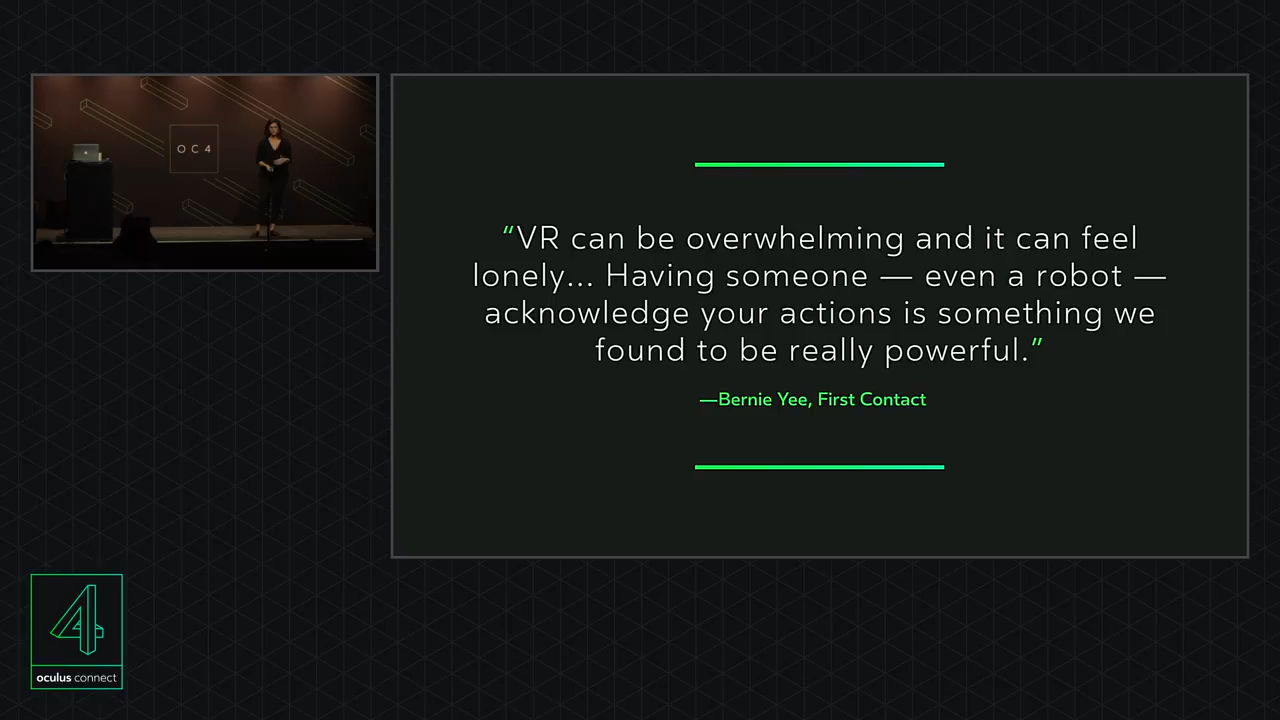 OC4
“VR can be overwhelming and it can feel
lonely... Having someone — even a robot —
acknowledge your actions is something we
found to be really powerful.”
—Bernie Yee, First Contact
4
oculus connect